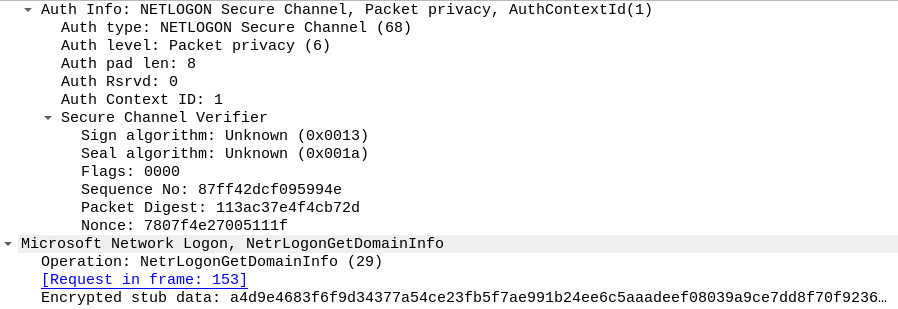 Auth Info: NETLOGON Secure Channel, Packet privacy, AuthContextId(1)
Auth type: NETLOGON Secure Channel (68)
Auth level: Packet privacy (6)
Auth pad len: 8
Auth Rsrvd: 0
Auth Context ID: 1
Secure Channel Verifier
Sign algorithm: Unknown (0x0013)
Seal algorithm: Unknown (0x001a)
Flags: 0000
Sequence No: 87ff42dcf095994e
Packet Digest: 113ac37e4f4cb72d
Nonce: 7807f4e27005111f
Microsoft Network Logon, NetrLogonGetDomainInfo
Operation: NetrLogonGetDomainInfo (29)
[Request in frame: 153]
Encrypted stub data: a4d9e4683f6f9d34377a54ce23fb5f7ae991b24ee6c5aaadeef08039a9ce7dd8f70f9236…